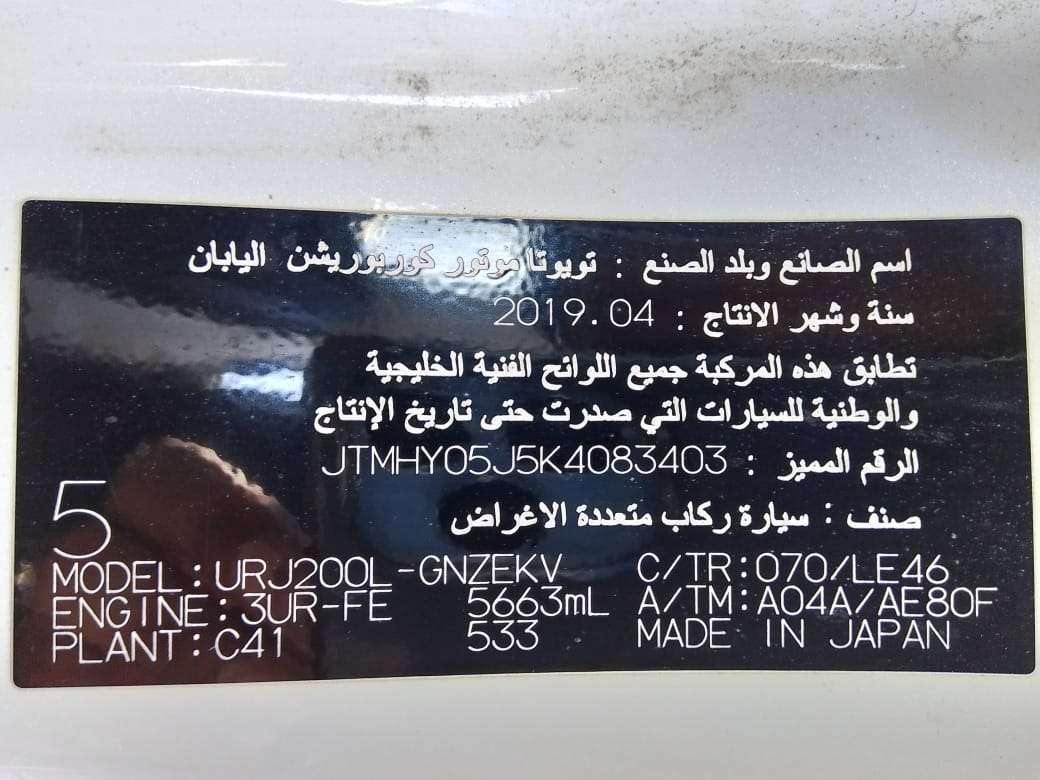 اسم الصانع وبلد الصنع : تويوتا موتور كوربوريشن اليابان
سنة وشهر الانتاج : 2019.04
تطابق هذه المركبة جميع اللوائح الفنية الخليجية
والوطنية للسيارات التي صدرت حتى تاريخ الإنتاج
الرقم المميز : JTMHY05J5K4083403
صنف : سيارة ركاب متعددة الاغراض
5
MODEL:URJ200L-GNZEKV C/TR:070/LE46
ENGINE:3UR-FE 5663mL A/TM:A04A/AE80F
PLANT:C41 533 MADE IN JAPAN